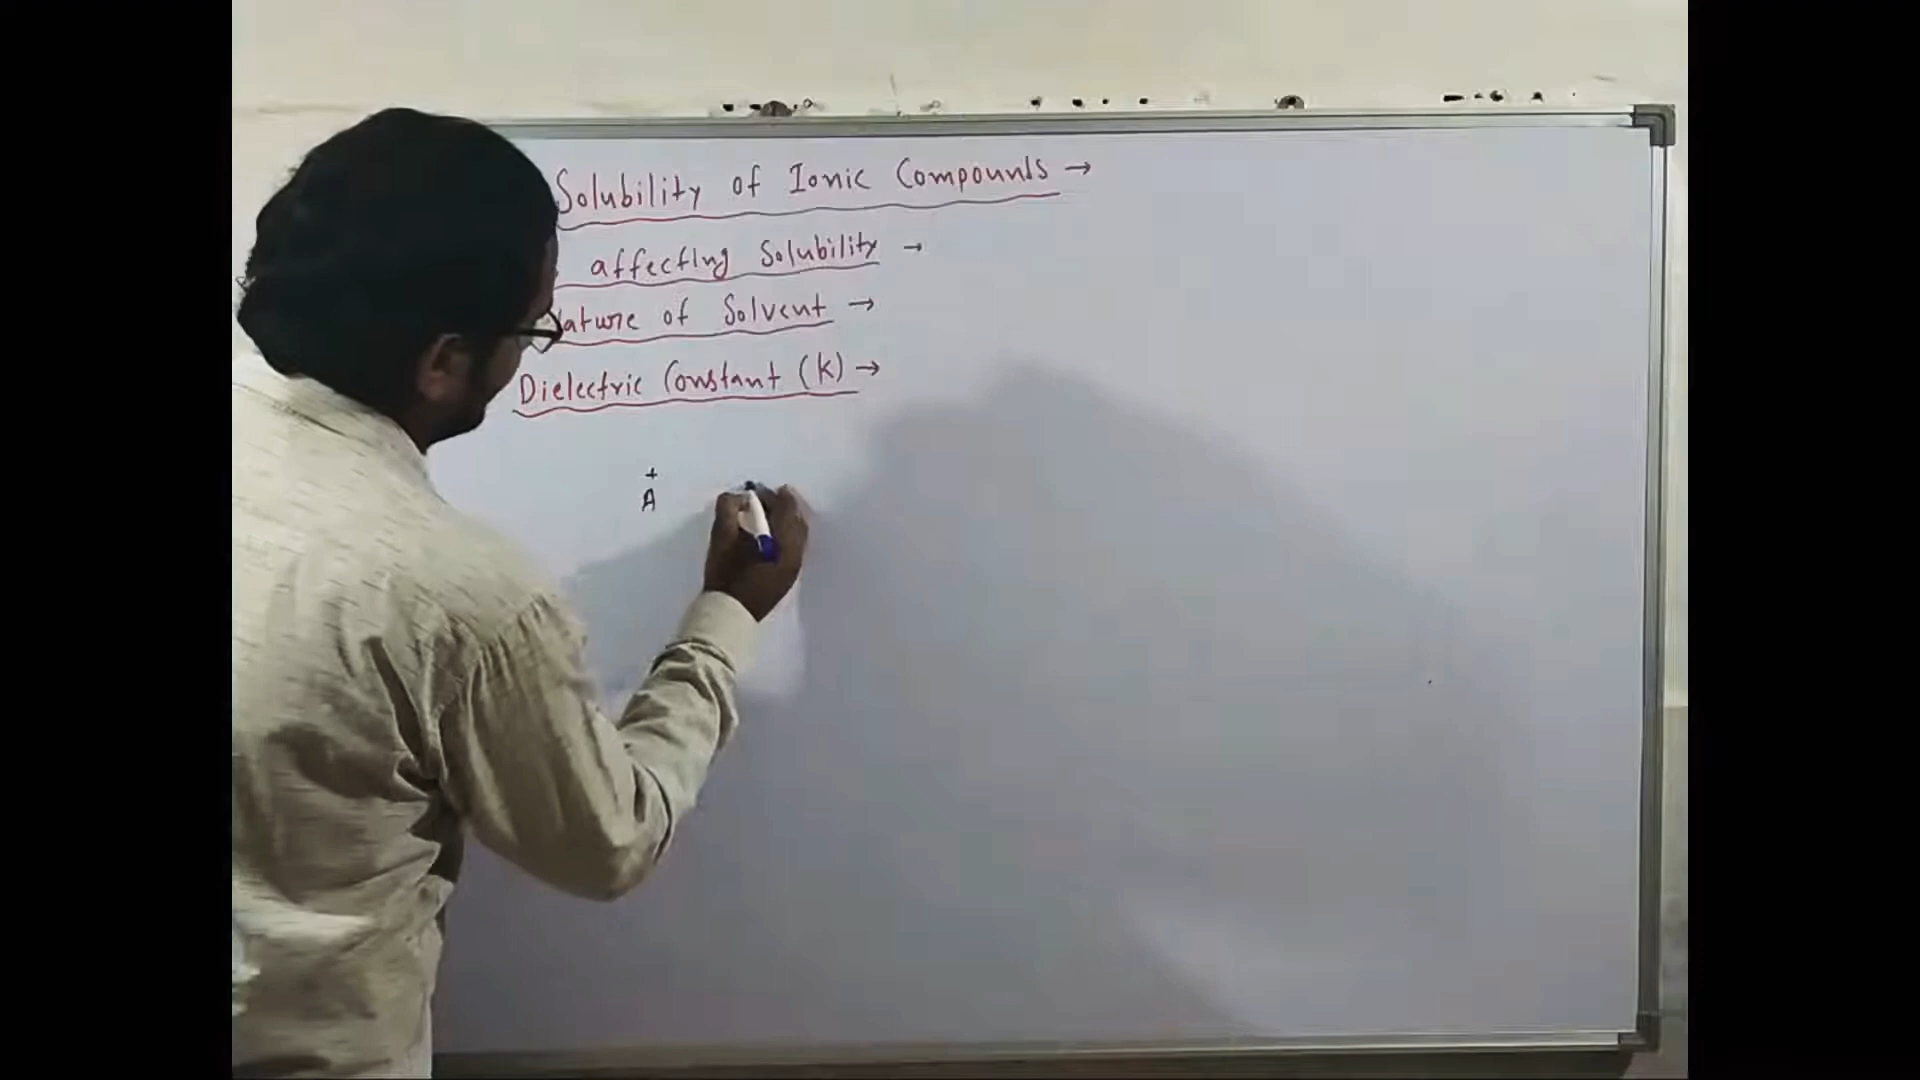 Solubility of Ionic Compounds →
affecting Solubility →
Nature of Solvent →
Dielectric Constant (K) →
+
A